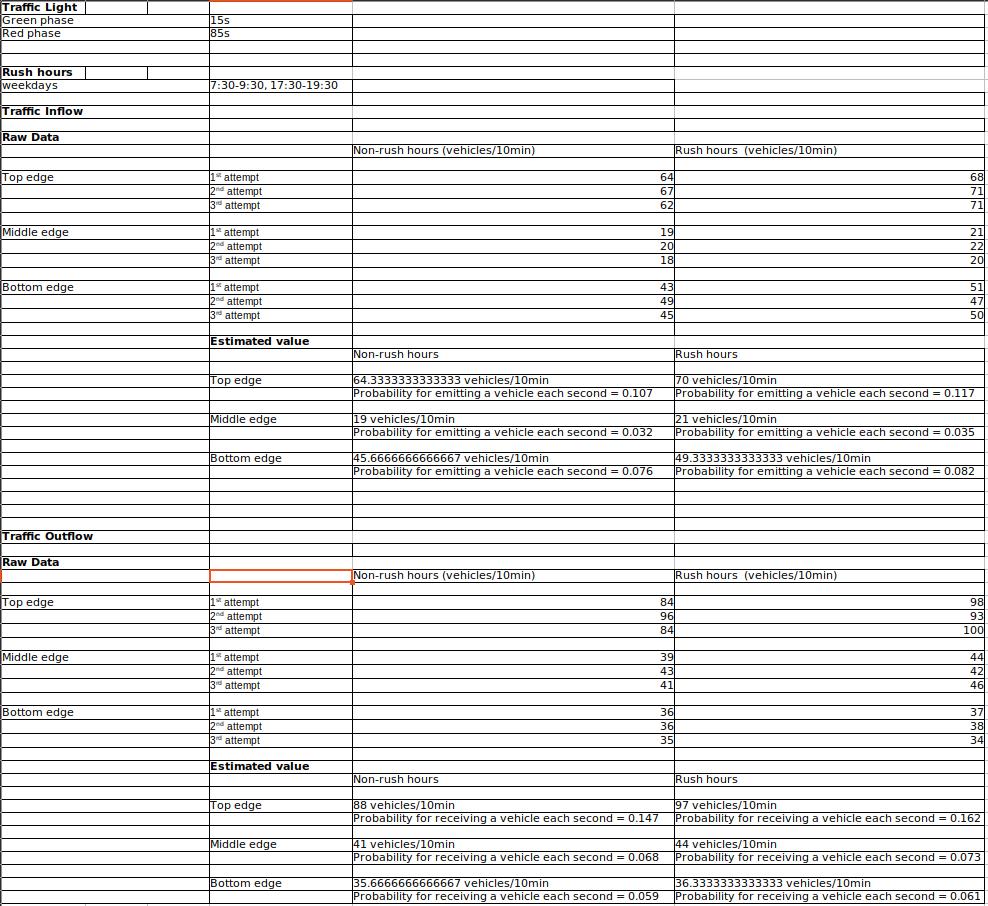 Traffic Light
Green phase 15s
Red phase 85s
Rush hours
weekdays 7:30-9:30, 17:30-19:30
Traffic Inflow
Raw Data
Non-rush hours (vehicles/10min) Rush hours (vehicles/10min)
Top edge 1st attempt 64 68
2nd attempt 67 71
3rd attempt 62 71
Middle edge 1st attempt 19 21
2nd attempt 20 22
3rd attempt 18 20
Bottom edge 1st attempt 43 51
2nd attempt 49 47
3rd attempt 45 50
Estimated value
Non-rush hours Rush hours
Top edge 64.3333333333333 vehicles/10min 70 vehicles/10min
Probability for emitting a vehicle each second = 0.107 Probability for emitting a vehicle each second = 0.117
Middle edge 19 vehicles/10min 21 vehicles/10min
Probability for emitting a vehicle each second = 0.032 Probability for emitting a vehicle each second = 0.035
Bottom edge 45.6666666666667 vehicles/10min 49.3333333333333 vehicles/10min
Probability for emitting a vehicle each second = 0.076 Probability for emitting a vehicle each second = 0.082
Traffic Outflow
Raw Data
Non-rush hours (vehicles/10min) Rush hours (vehicles/10min)
Top edge 1st attempt 84 98
2nd attempt 96 93
3rd attempt 84 100
Middle edge 1st attempt 39 44
2nd attempt 43 42
3rd attempt 41 46
Bottom edge 1st attempt 36 37
2nd attempt 36 38
3rd attempt 35 34
Estimated value
Non-rush hours Rush hours
Top edge 88 vehicles/10min 97 vehicles/10min
Probability for receiving a vehicle each second = 0.147 Probability for receiving a vehicle each second = 0.162
Middle edge 41 vehicles/10min 44 vehicles/10min
Probability for receiving a vehicle each second = 0.068 Probability for receiving a vehicle each second = 0.073
Bottom edge 35.6666666666667 vehicles/10min 36.3333333333333 vehicles/10min
Probability for receiving a vehicle each second = 0.059 Probability for receiving a vehicle each second = 0.061